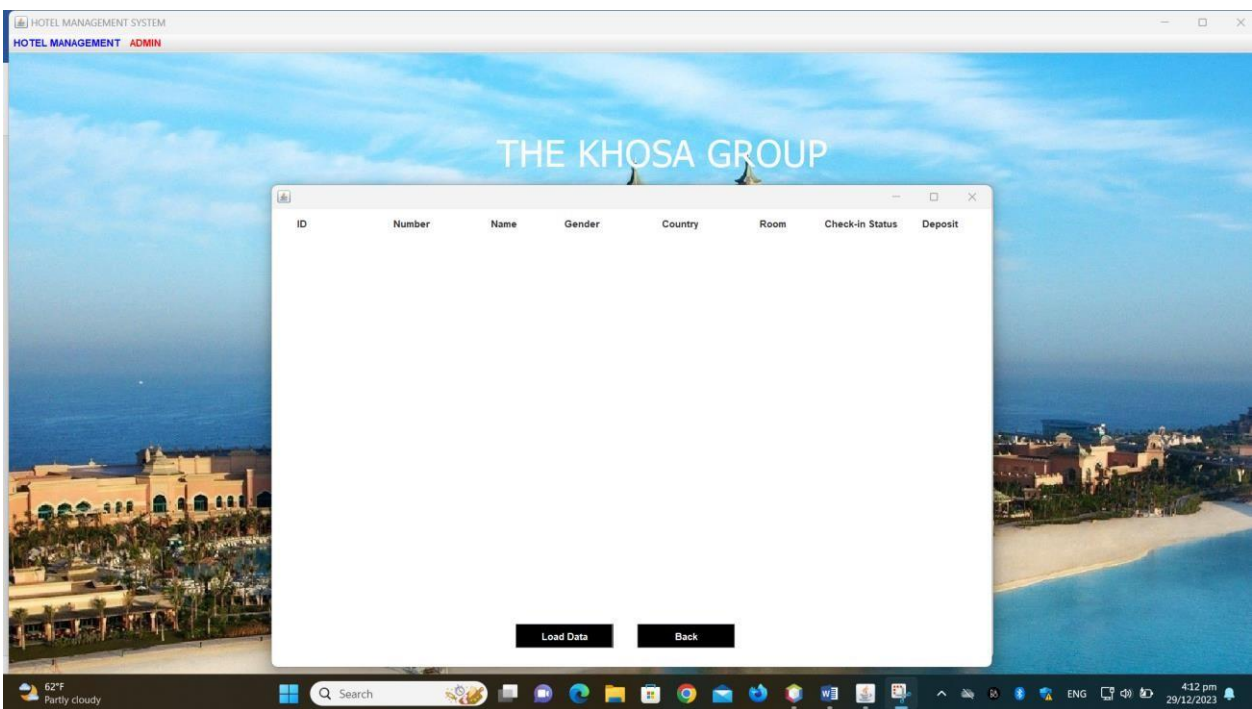 HOTEL MANAGEMENT SYSTEM
HOTEL MANAGEMENT ADMIN
THE KHOSA GROUP
ID Number Name Gender Country Room Check-in Status Deposit
Load Data Back
62°F
Partly cloudy
Search
ENG
4:12 pm
29/12/2023